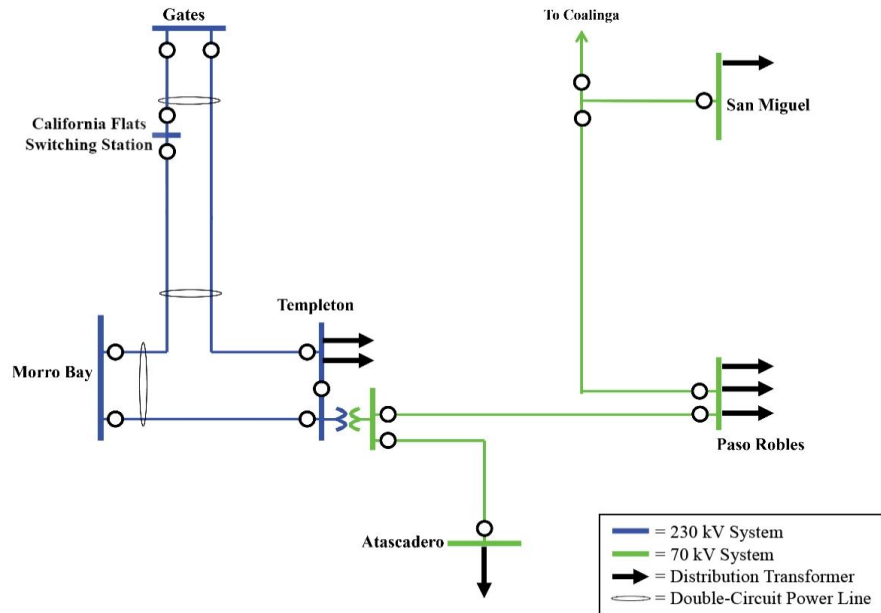 Gates
To Coalinga
San Miguel
California Flats
Switching Station
Templeton
Morro Bay
Paso Robles
Atascadero
= 230 kV System
= 70 kV System
= Distribution Transformer
= Double-Circuit Power Line